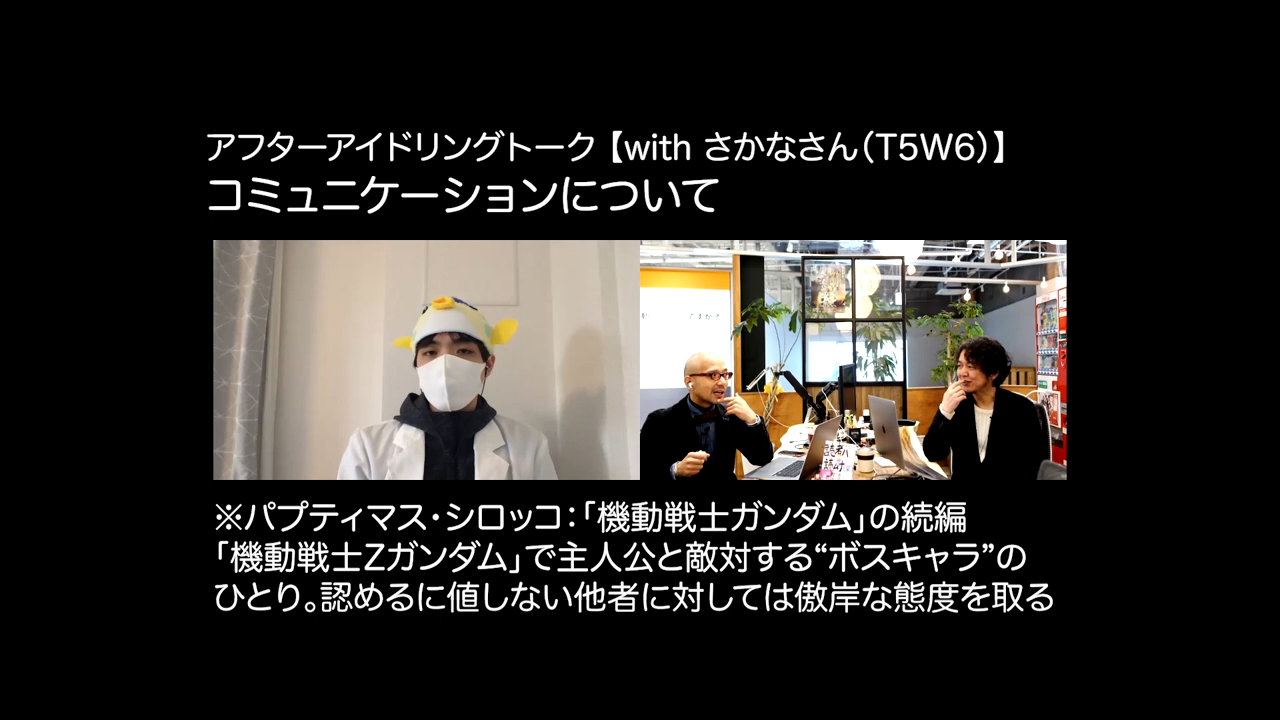 アフターアイドリングトーク【with さかなさん(T5W6)】
コミュニケーションについて
※パプティマス・シロッコ：「機動戦士ガンダム」の続編
「機動戦士Zガンダム」で主人公と敵対する“ボスキャラ”の
ひとり。認めるに値しない他者に対しては傲岸な態度を取る